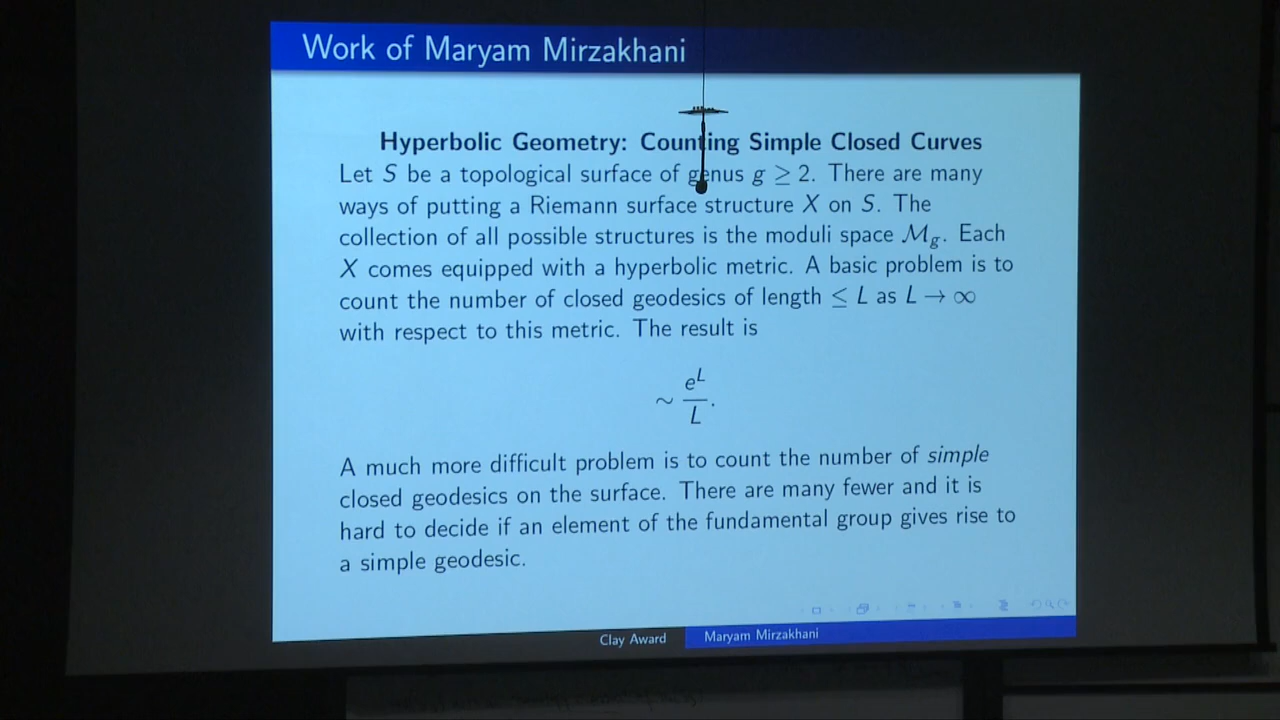 Work of Maryam Mirzakhani
Hyperbolic Geometry: Counting Simple Closed Curves
Let S be a topological surface of genus g ≥ 2. There are many
ways of putting a Riemann surface structure X on S. The
collection of all possible structures is the moduli space ℳ_g. Each
X comes equipped with a hyperbolic metric. A basic problem is to
count the number of closed geodesics of length ≤ L as L → ∞
with respect to this metric. The result is
∼ e^L / L.
A much more difficult problem is to count the number of simple
closed geodesics on the surface. There are many fewer and it is
hard to decide if an element of the fundamental group gives rise to
a simple geodesic.
Clay Award Maryam Mirzakhani